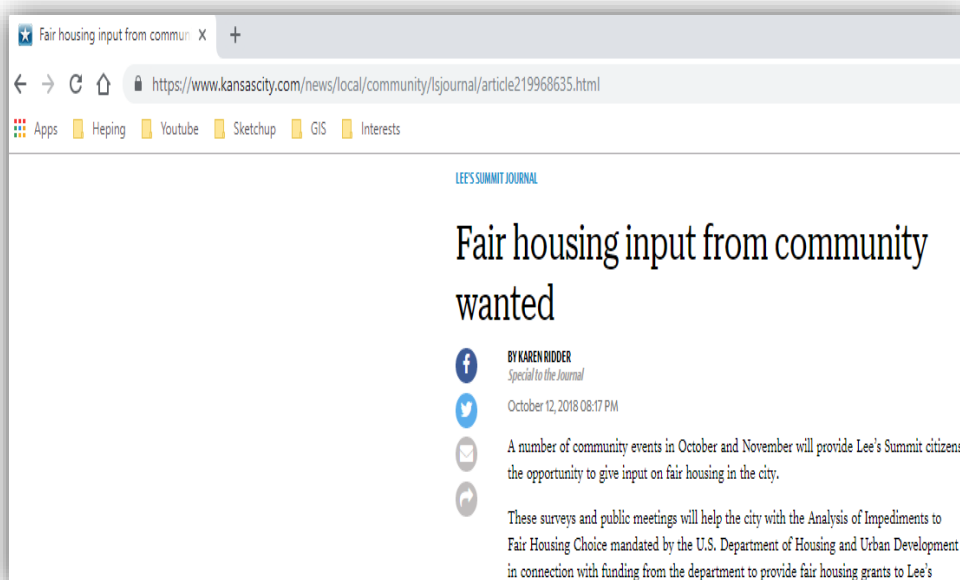 Fair housing input from commun
https://www.kansascity.com/news/local/community/lsjournal/article219968635.html
Apps Heping Youtube Sketchup GIS Interests
LEE'S SUMMIT JOURNAL
Fair housing input from community
wanted
BY KAREN RIDDER
Special to the Journal
October 12, 2018 08:17 PM
A number of community events in October and November will provide Lee's Summit citizens
the opportunity to give input on fair housing in the city.
These surveys and public meetings will help the city with the Analysis of Impediments to
Fair Housing Choice mandated by the U.S. Department of Housing and Urban Development
in connection with funding from the department to provide fair housing grants to Lee's